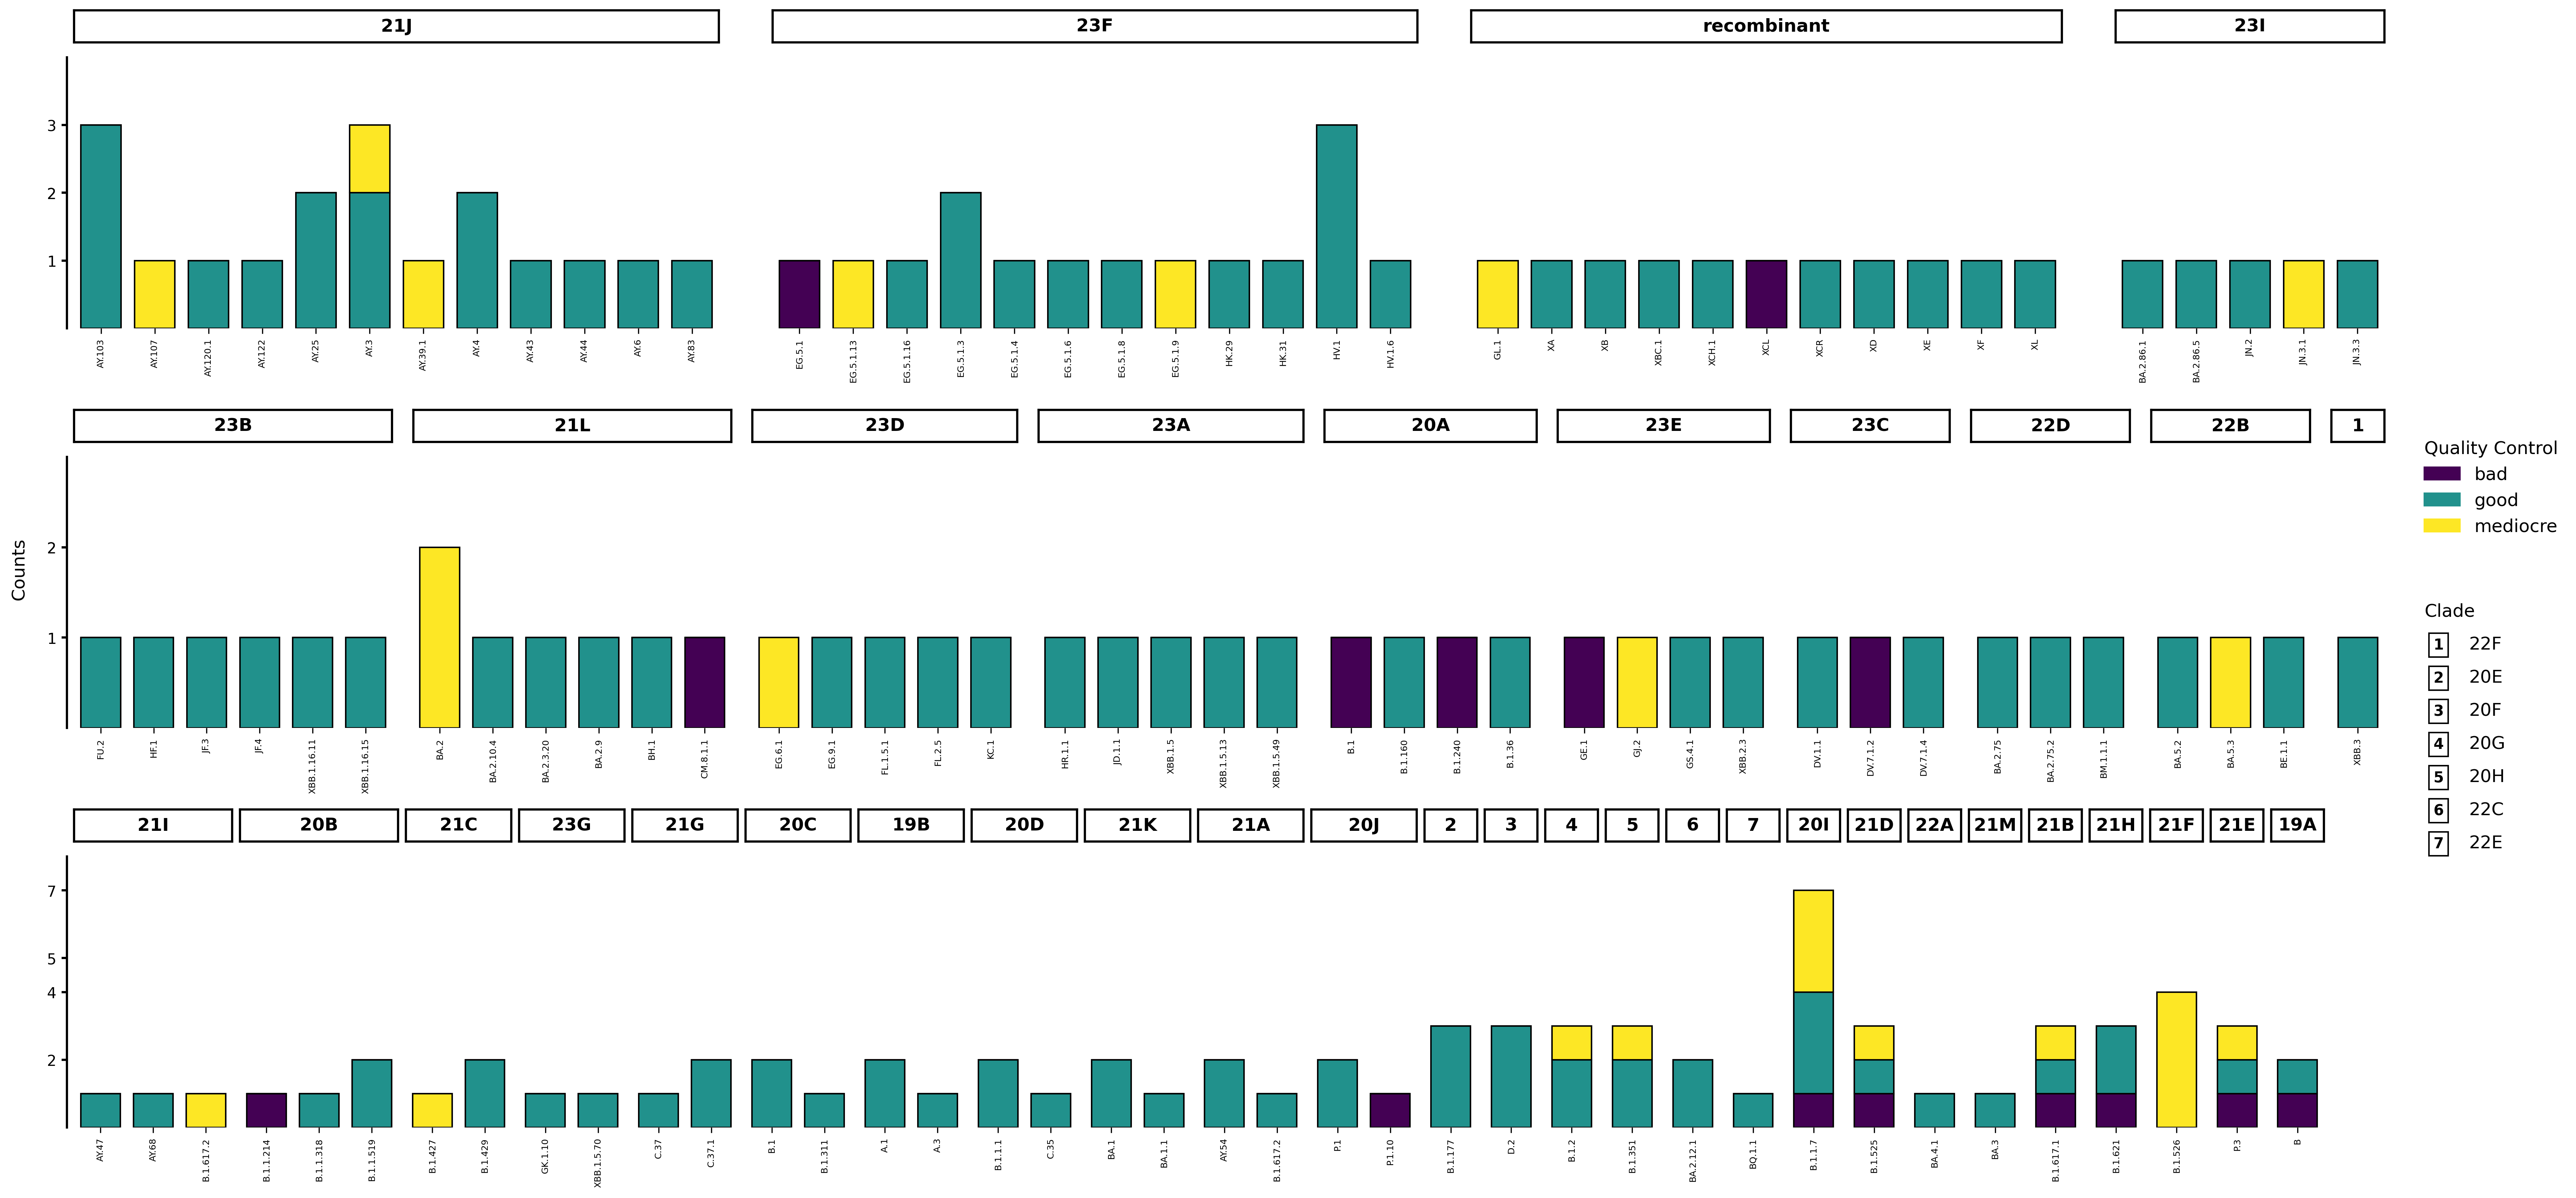 21J 23F recombinant 23I
3
2
1
AY.103 AY.107 AY.120.1 AY.122 AY.25 AY.3 AY.39.1 AY.4 AY.43 AY.44 AY.6 AY.83 EG.5.1 EG.5.1.13 EG.5.1.16 EG.5.1.3 EG.5.1.4 EG.5.1.6 EG.5.1.8 EG.5.1.9 HK.29 HK.31 HV.1 HV.1.6 GL.1 XA XB XBC.1 XCH.1 XCL XCR XD XE XF XL BA.2.86.1 BA.2.86.5 JN.2 JN.3.1 JN.3.3
23B 21L 23D 23A 20A 23E 23C 22D 22B 1
Counts
2
1
FU.2 HF.1 JF.3 JF.4 XBB.1.16.11 XBB.1.16.15 BA.2 BA.2.10.4 BA.2.3.20 BA.2.9 BH.1 CM.8.1.1 EG.6.1 EG.9.1 FL.1.5.1 FL.2.5 KC.1 HR.1.1 JD.1.1 XBB.1.5 XBB.1.5.13 XBB.1.5.49 B.1 B.1.160 B.1.240 B.1.36 GE.1 GJ.2 GS.4.1 XBB.2.3 DV.1.1 DV.7.1.2 DV.7.1.4 BA.2.75 BA.2.75.2 BM.1.1.1 BA.5.2 BA.5.3 BE.1.1 XBB.3
21I 20B 21C 23G 21G 20C 19B 20D 21K 21A 20J 2 3 4 5 6 7 20I 21D 22A 21M 21B 21H 21F 21E 19A
7
5
4
2
AY.47 AY.68 B.1.617.2 B.1.1.214 B.1.1.318 B.1.1.519 B.1.427 B.1.429 GK.1.10 XBB.1.5.70 C.37 C.37.1 B.1 B.1.311 A.1 A.3 B.1.1.1 C.35 BA.1 BA.1.1 AY.54 B.1.617.2 P.1 P.1.10 B.1.177 D.2 B.1.2 B.1.351 BA.2.12.1 BQ.1.1 B.1.1.7 B.1.525 BA.4.1 BA.3 B.1.617.1 B.1.621 B.1.526 P.3 B
Quality Control
bad
good
mediocre
Clade
1 22F
2 20E
3 20F
4 20G
5 20H
6 22C
7 22E